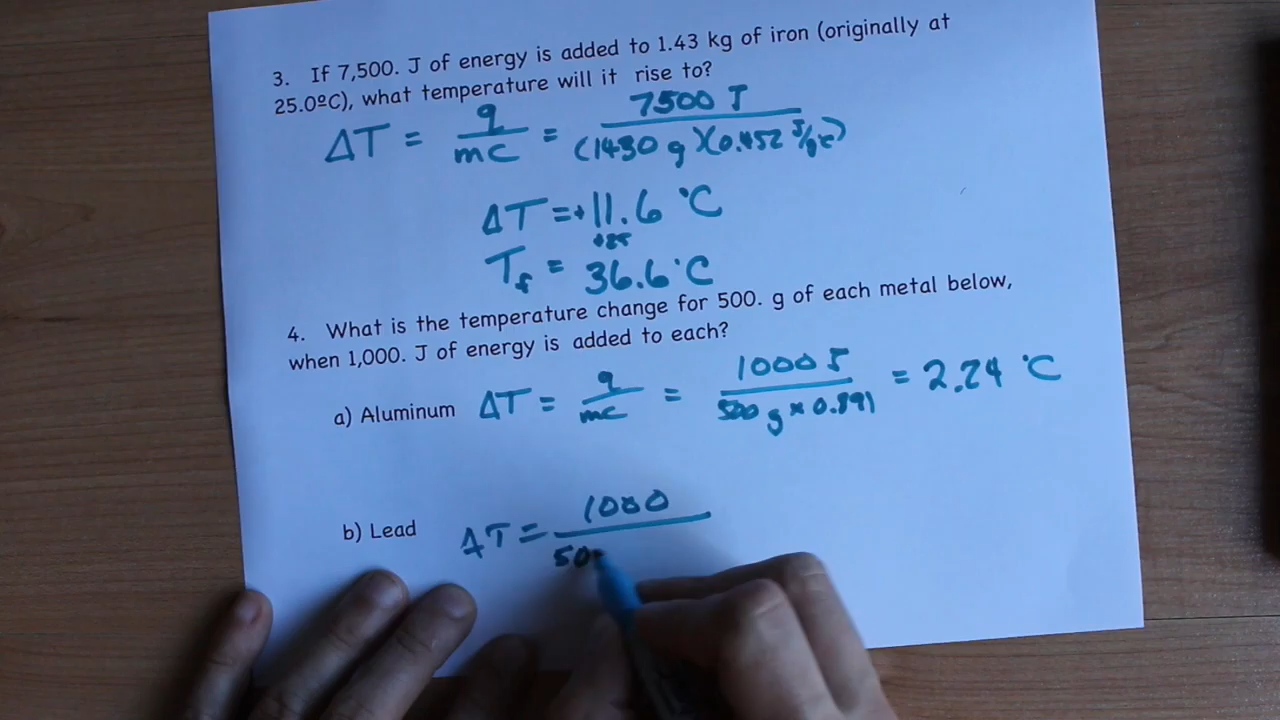 3. If 7,500. J of energy is added to 1.43 kg of iron (originally at
25.0ºC), what temperature will it rise to?
ΔT = q/mc = 7500 J/(1430 g)(0.452 J/g°C)
ΔT = +11.6 °C
+25
Tf = 36.6 °C
4. What is the temperature change for 500. g of each metal below,
when 1,000. J of energy is added to each?
a) Aluminum ΔT = q/mc = 1000 J/500 g × 0.891 = 2.24 °C
b) Lead ΔT = 1000/50